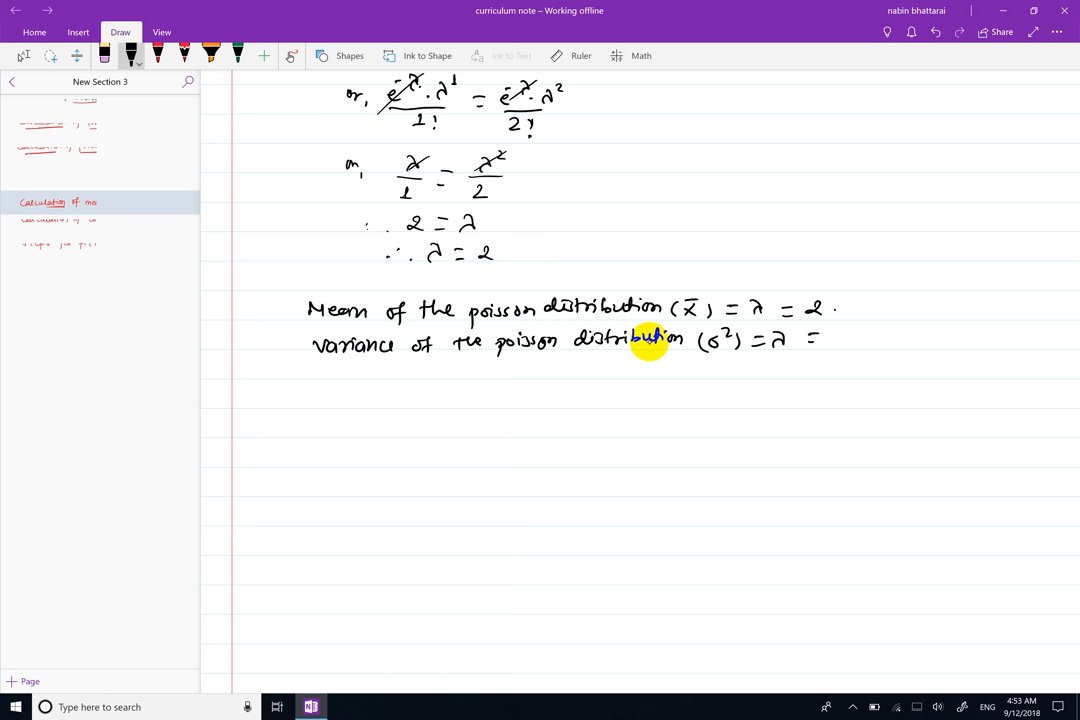 curriculum note – Working offline
nabin bhattarai
Home Insert Draw View
Share
Shapes Ink to Shape Ink to Text Ruler Math
New Section 3
Calculation of
+ Page
or, e^-λ · λ^1 / 1! = e^-λ · λ^2 / 2!
or, λ/1 = λ^2/2
∴ 2 = λ
∴ λ = 2
Mean of the poisson distribution (x̄) = λ = 2.
Variance of the poisson distribution (σ²) = λ =
Type here to search
ENG
4:53 AM
9/12/2018